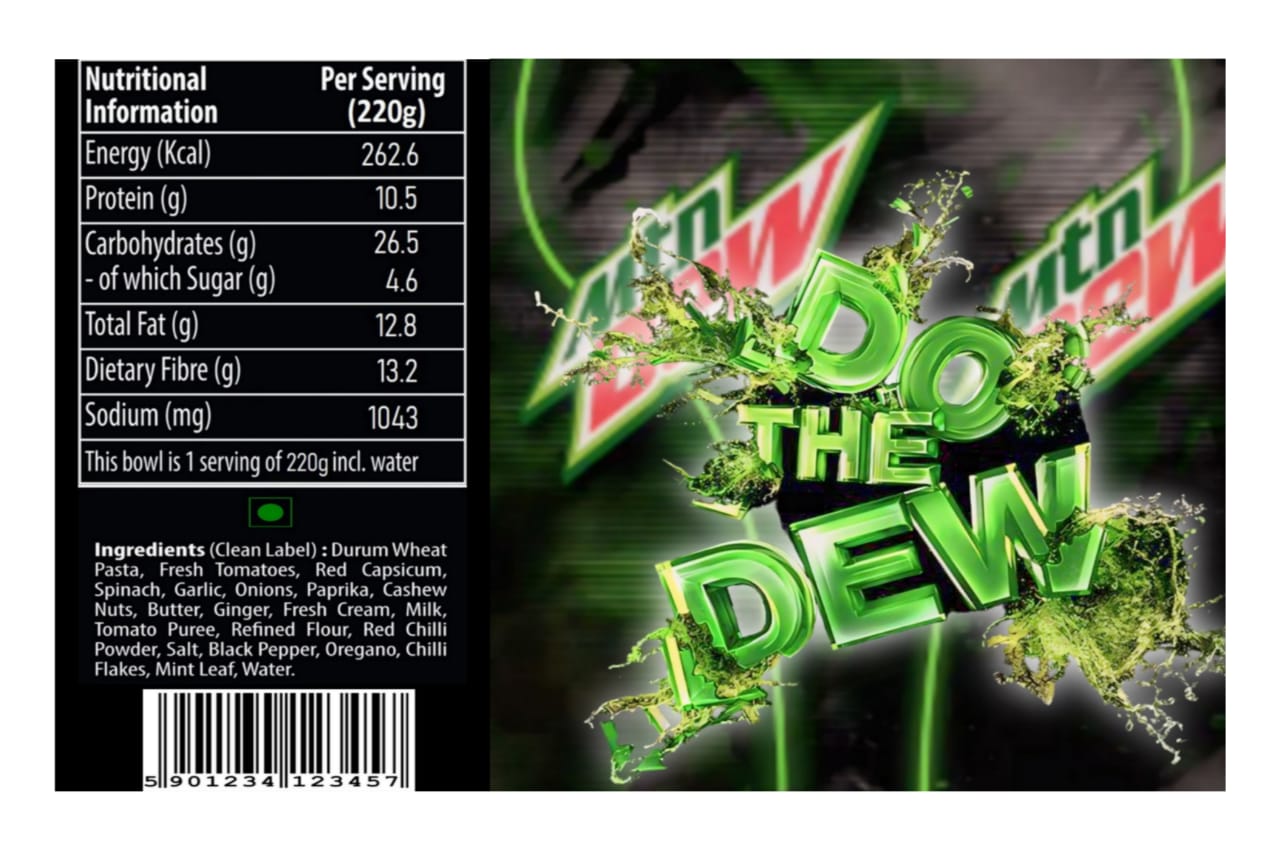 Nutritional Information Per Serving (220g)
Energy (Kcal) 262.6
Protein (g) 10.5
Carbohydrates (g) 26.5
- of which Sugar (g) 4.6
Total Fat (g) 12.8
Dietary Fibre (g) 13.2
Sodium (mg) 1043
This bowl is 1 serving of 220g incl. water
Ingredients (Clean Label) : Durum Wheat
Pasta, Fresh Tomatoes, Red Capsicum,
Spinach, Garlic, Onions, Paprika, Cashew
Nuts, Butter, Ginger, Fresh Cream, Milk,
Tomato Puree, Refined Flour, Red Chilli
Powder, Salt, Black Pepper, Oregano, Chilli
Flakes, Mint Leaf, Water.
5 901234 123457
Mtn
Dew
Mtn
Dew
DO
THE
DEW